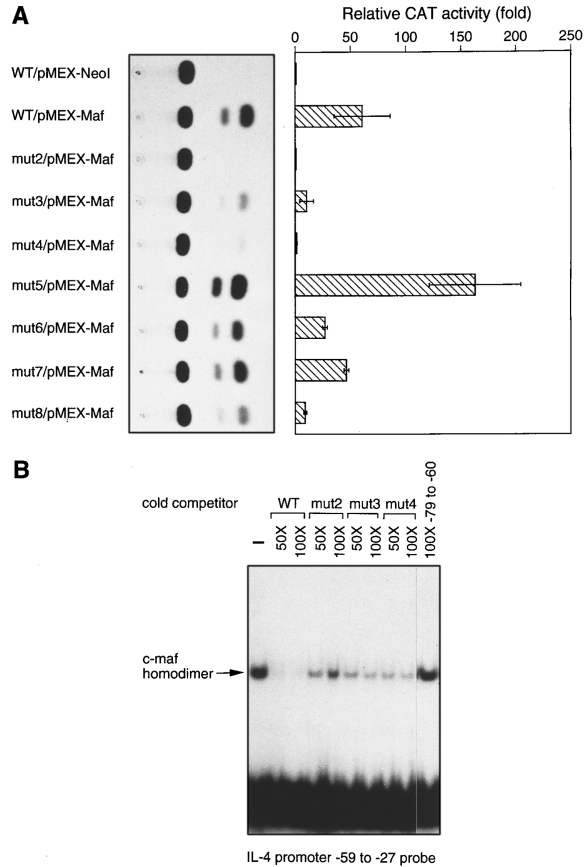 A
Relative CAT activity (fold)
0 50 100 150 200 250
WT/pMEX-NeoI
WT/pMEX-Maf
mut2/pMEX-Maf
mut3/pMEX-Maf
mut4/pMEX-Maf
mut5/pMEX-Maf
mut6/pMEX-Maf
mut7/pMEX-Maf
mut8/pMEX-Maf
B
cold competitor
WT mut2 mut3 mut4
– 50X 100X 50X 100X 50X 100X 50X 100X 100X -79 to -60
c-maf
homodimer
IL-4 promoter -59 to -27 probe